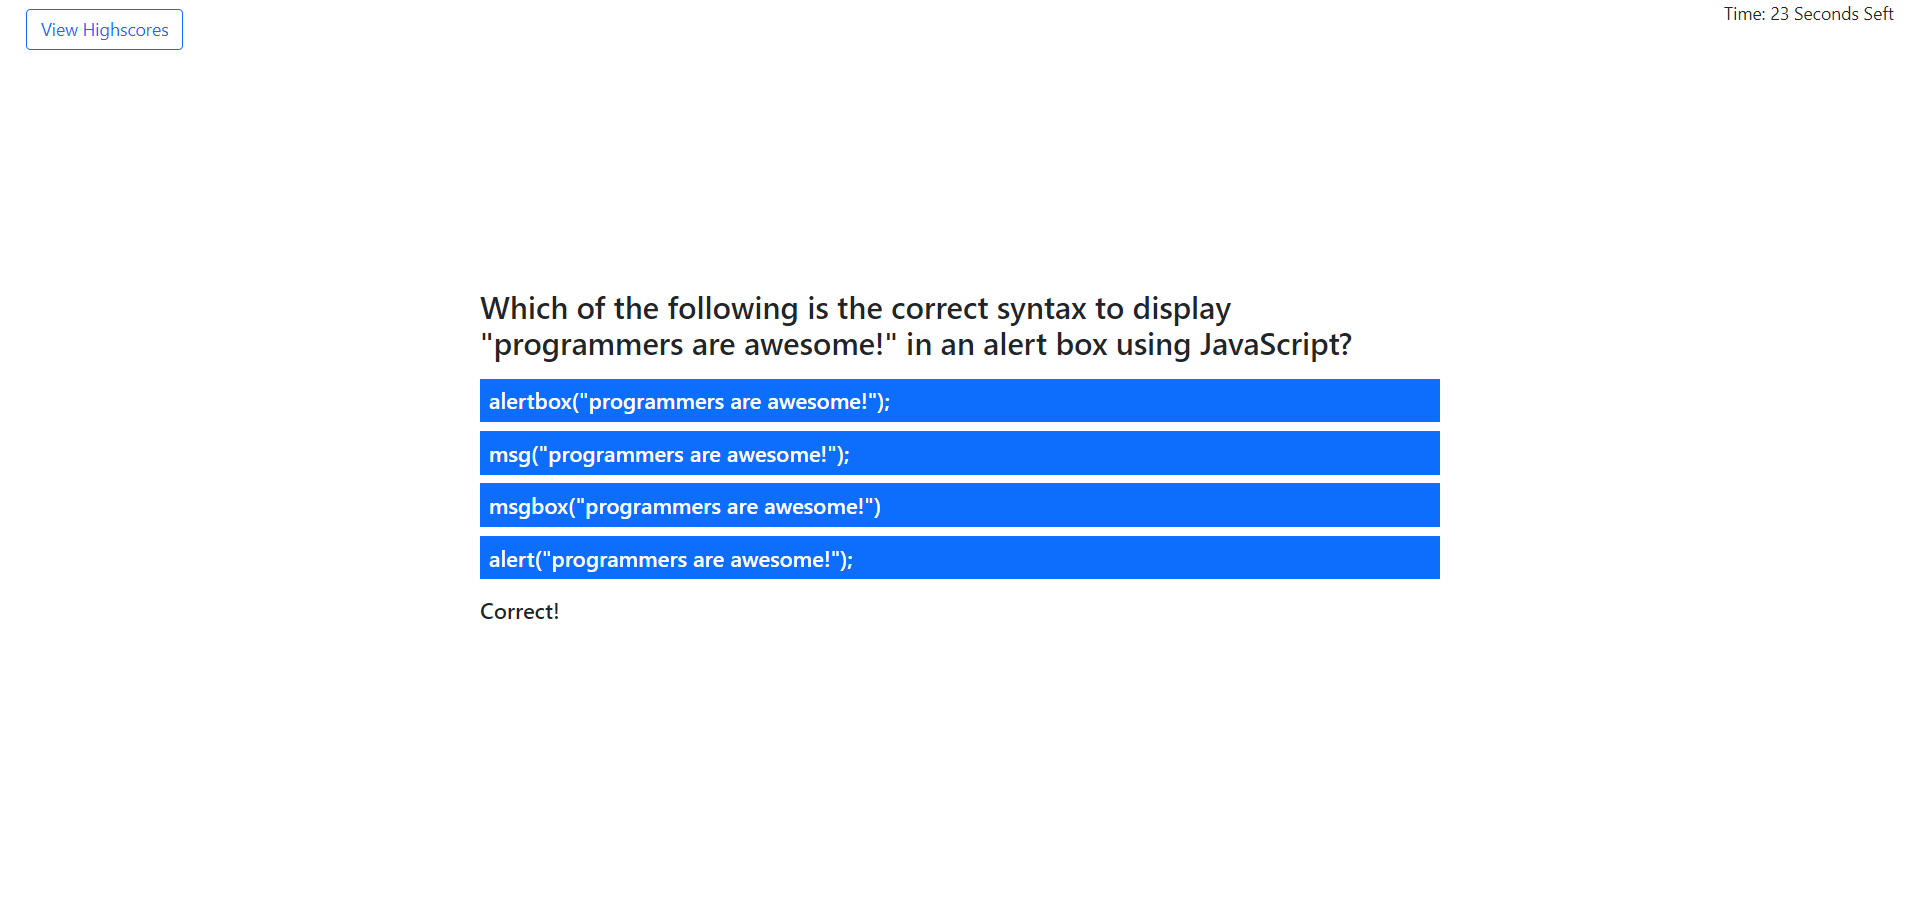 View Highscores
Time: 23 Seconds Seft
Which of the following is the correct syntax to display
"programmers are awesome!" in an alert box using JavaScript?
alertbox("programmers are awesome!");
msg("programmers are awesome!");
msgbox("programmers are awesome!")
alert("programmers are awesome!");
Correct!